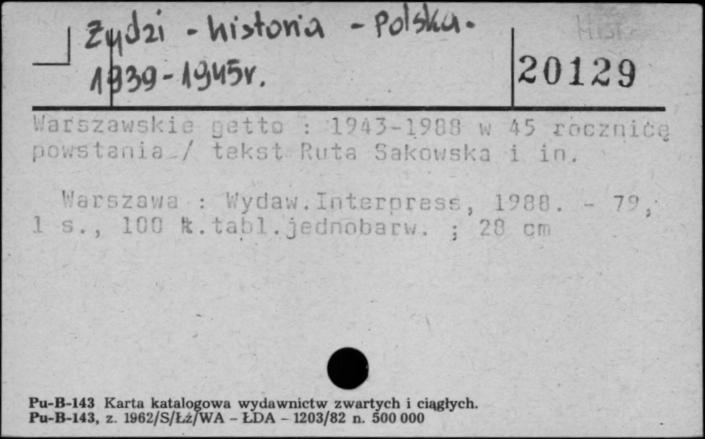 Żydzi - historia - Polska.
1939-1945r.
20129
Warszawskie getto : 1943-1988 w 45 rocznicę
powstania / tekst Ruta Sakowska i in.
Warszawa : Wydaw.Interpress, 1988. - 79,
1 s., 100 k.tabl.jednobarw. ; 28 cm
Pu-B-143 Karta katalogowa wydawnictw zwartych i ciągłych.
Pu-B-143, z. 1962/S/Łż/WA - ŁDA - 1203/82 n. 500 000